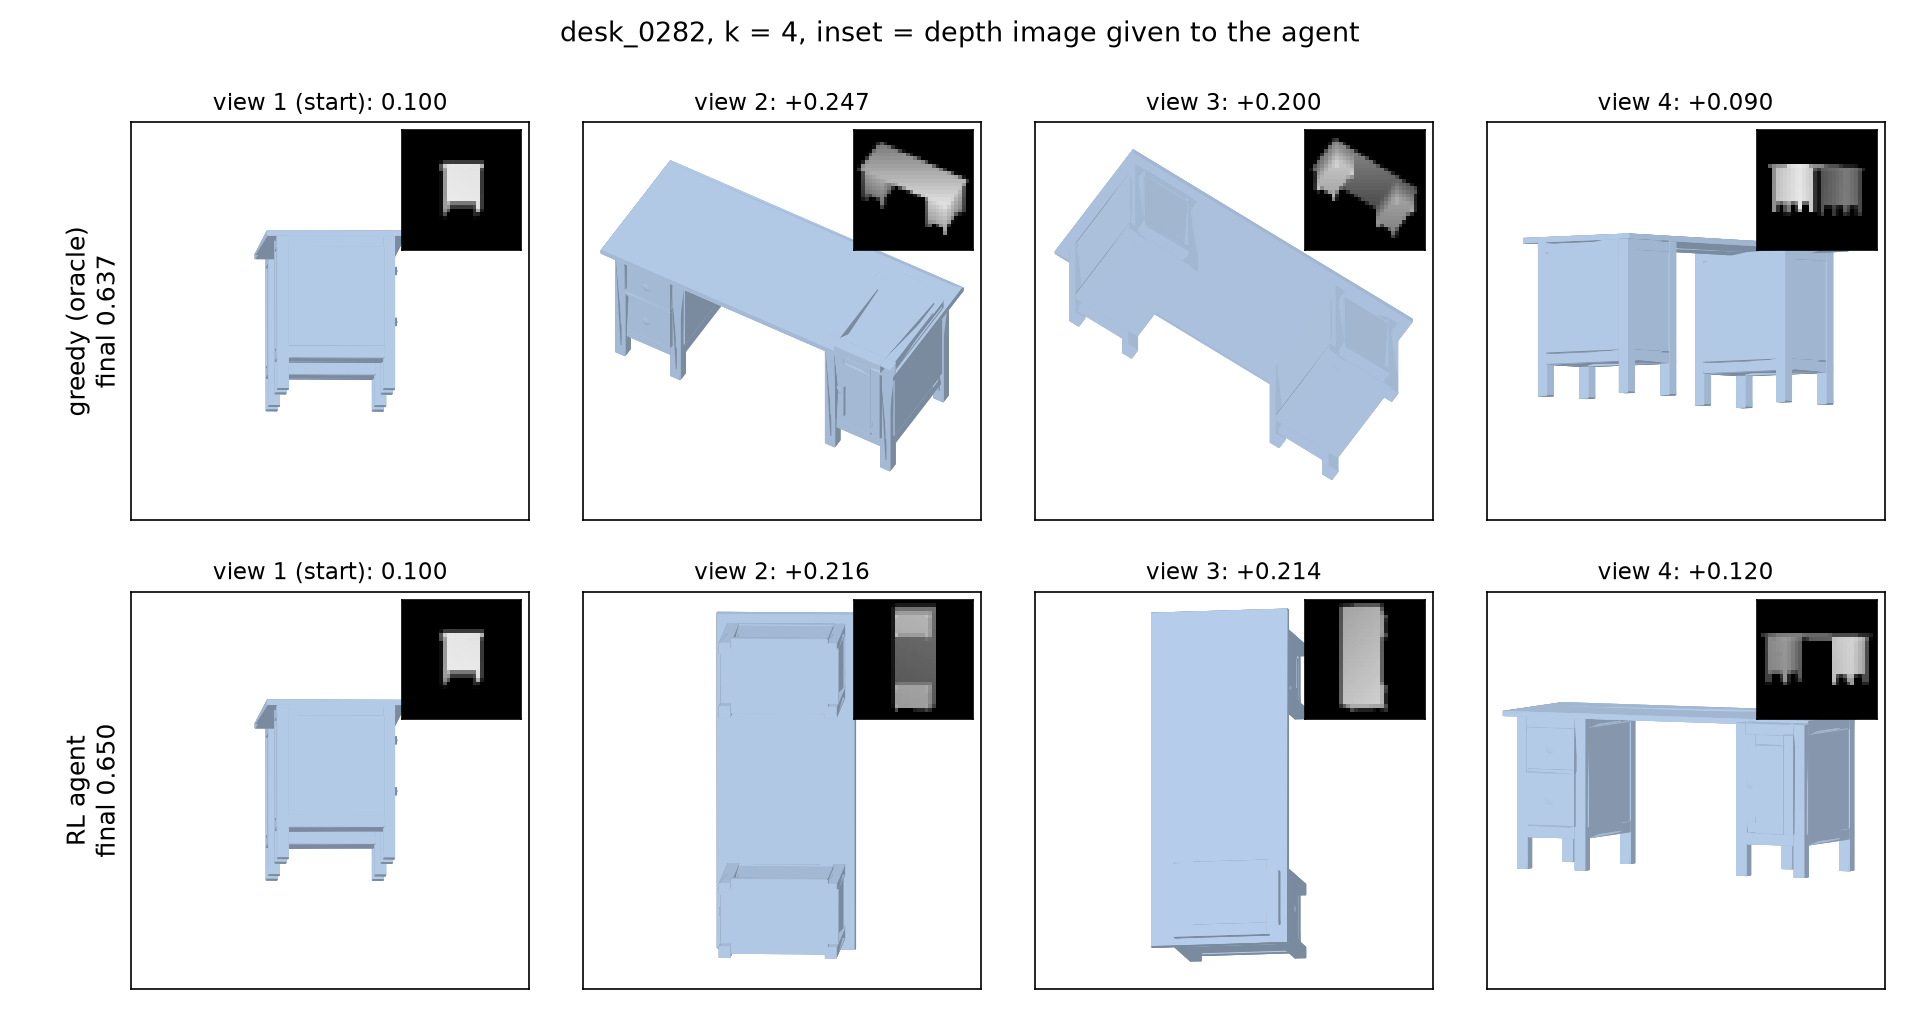 desk_0282, k = 4, inset = depth image given to the agent
view 1 (start): 0.100
view 2: +0.247
view 3: +0.200
view 4: +0.090
greedy (oracle)
final 0.637
view 1 (start): 0.100
view 2: +0.216
view 3: +0.214
view 4: +0.120
RL agent
final 0.650